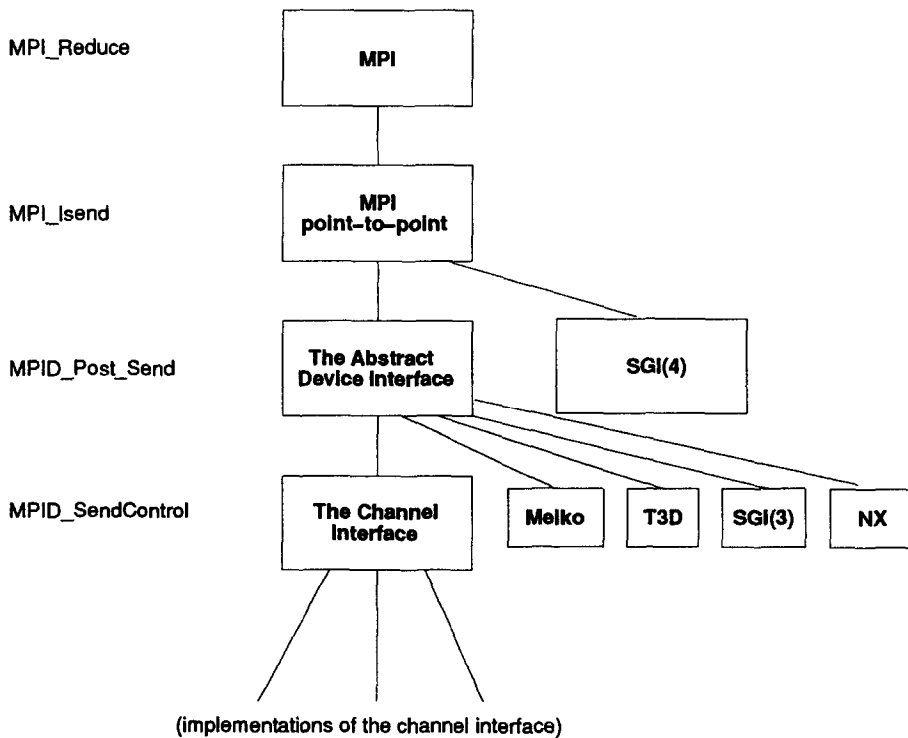 MPI_Reduce
MPI
MPI_Isend
MPI
point–to–point
MPID_Post_Send
The Abstract
Device Interface
SGI(4)
MPID_SendControl
The Channel
Interface
Meiko
T3D
SGI(3)
NX
(implementations of the channel interface)